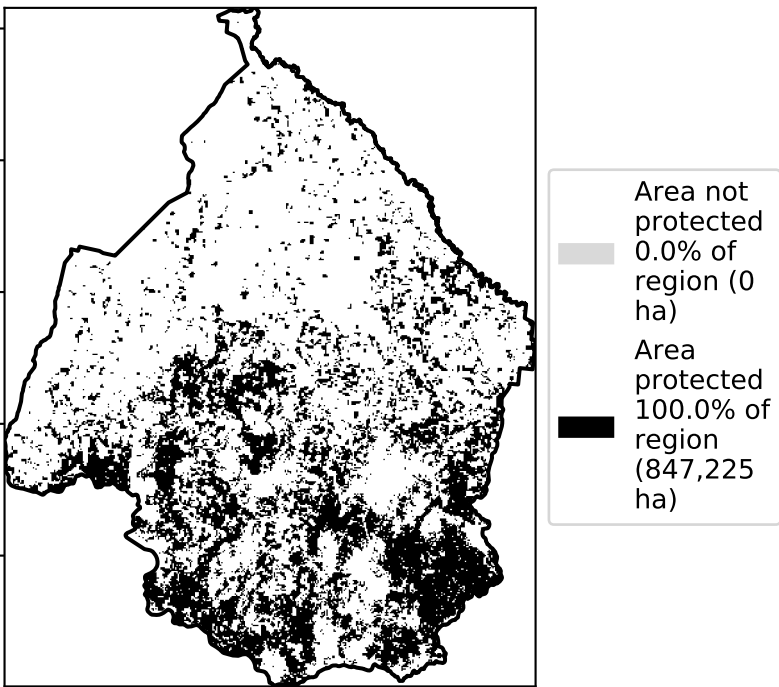 Area not
protected
0.0% of
region (0
ha)
Area
protected
100.0% of
region
(847,225
ha)